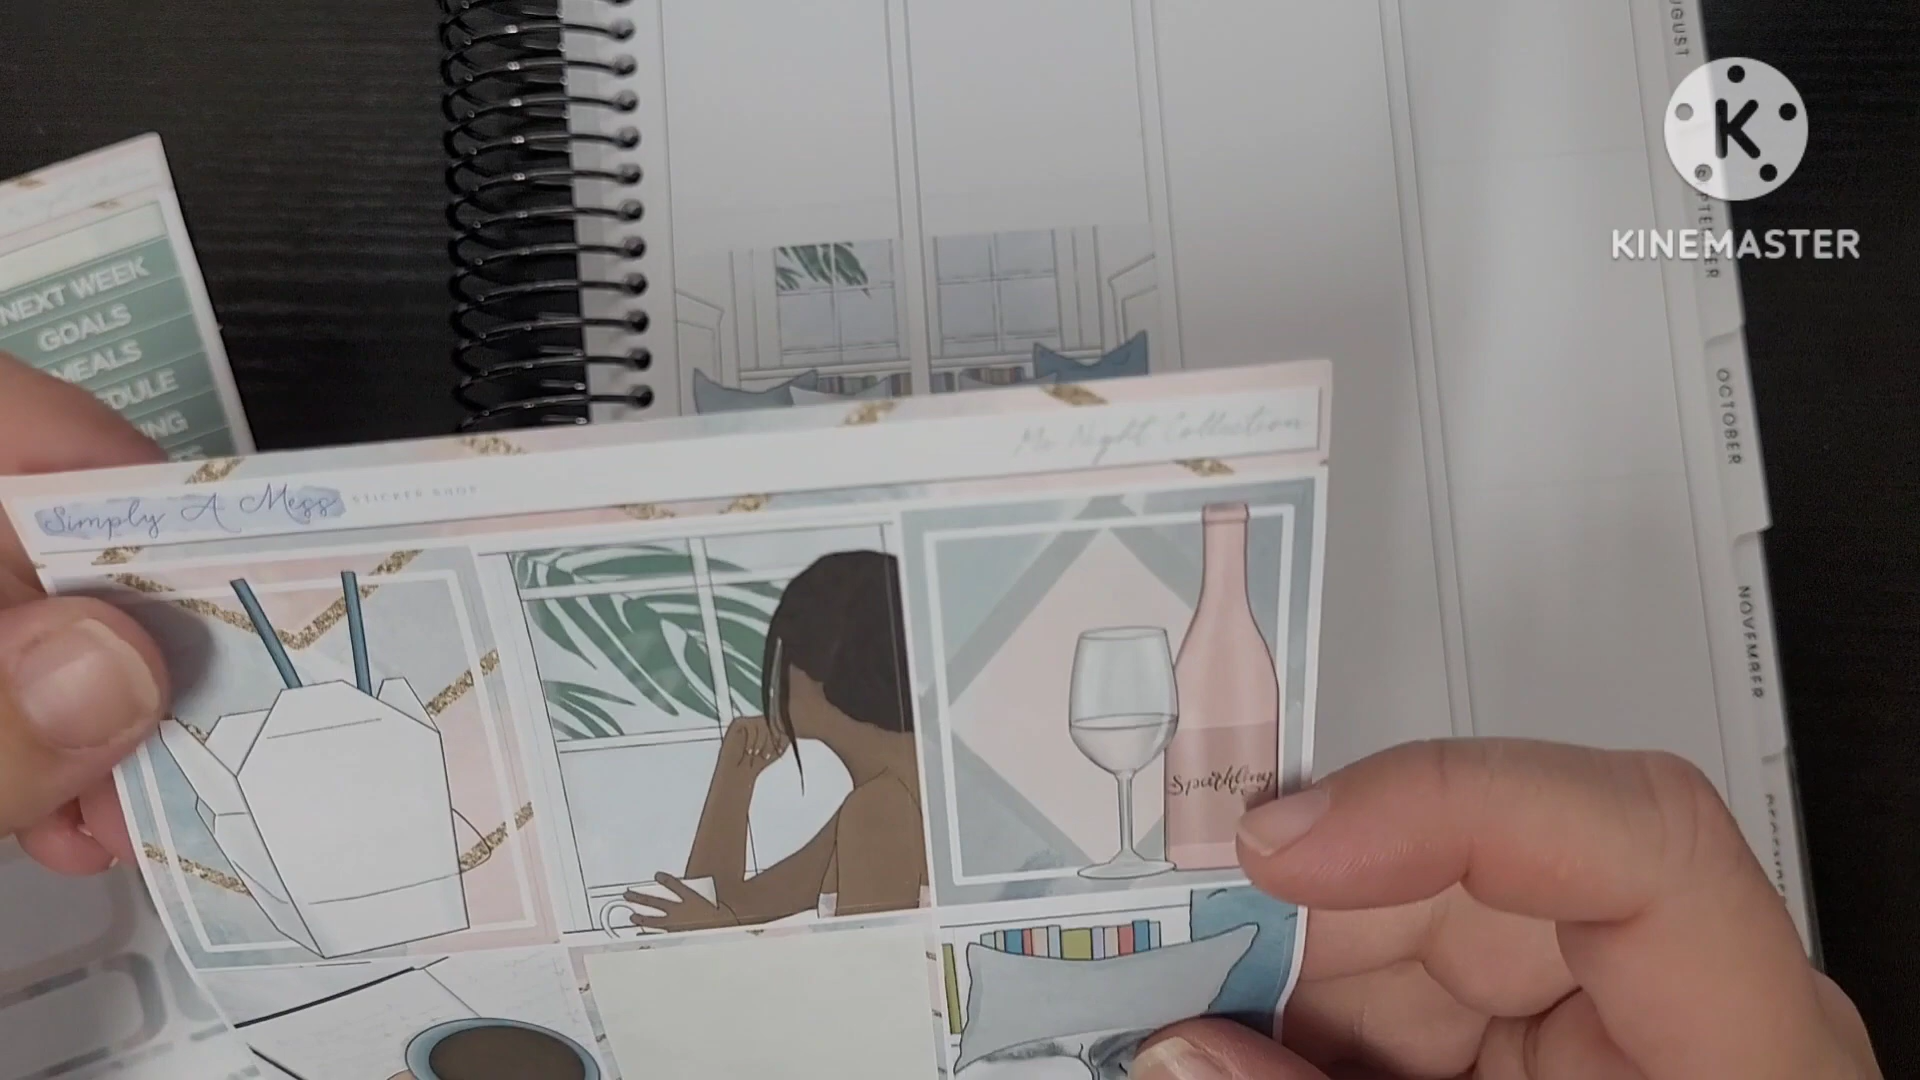 KINEMASTER
NEXT WEEK
GOALS
MEALS
Simply A Mess STICKER SHOP
Me Night Collection
Sparkling
OCTOBER
NOVEMBER